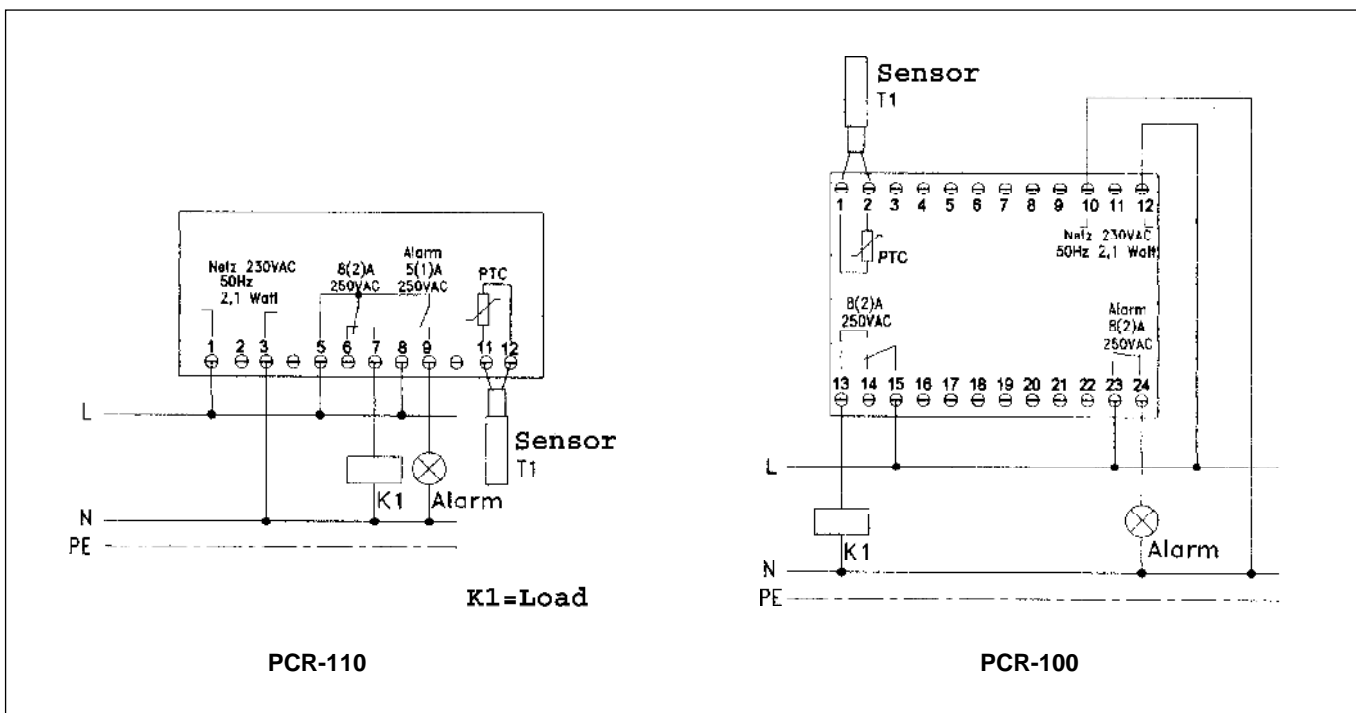 Netz 230VAC
50Hz
2,1 Watt
8(2)A
250VAC
Alarm
5(1)A
250VAC
PTC
1 2 3 5 6 7 8 9 11 12
L
Sensor
T1
K1 Alarm
N
PE
K1=Load
PCR-110
Sensor
T1
1 2 3 4 5 6 7 8 9 10 11 12
Netz 230VAC
50Hz 2,1 Watt
PTC
8(2)A
250VAC
Alarm
8(2)A
250VAC
13 14 15 16 17 18 19 20 21 22 23 24
L
K1 Alarm
N
PE
PCR-100